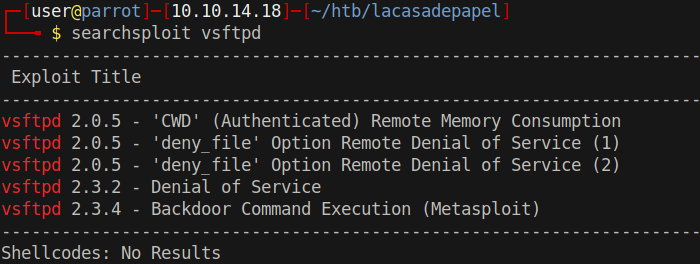 ┌─[user@parrot]─[10.10.14.18]─[~/htb/lacasadepapel]
└──╼ $ searchsploit vsftpd
----------------------------------------------------------------------
 Exploit Title
----------------------------------------------------------------------
vsftpd 2.0.5 - 'CWD' (Authenticated) Remote Memory Consumption
vsftpd 2.0.5 - 'deny_file' Option Remote Denial of Service (1)
vsftpd 2.0.5 - 'deny_file' Option Remote Denial of Service (2)
vsftpd 2.3.2 - Denial of Service
vsftpd 2.3.4 - Backdoor Command Execution (Metasploit)
----------------------------------------------------------------------
Shellcodes: No Results